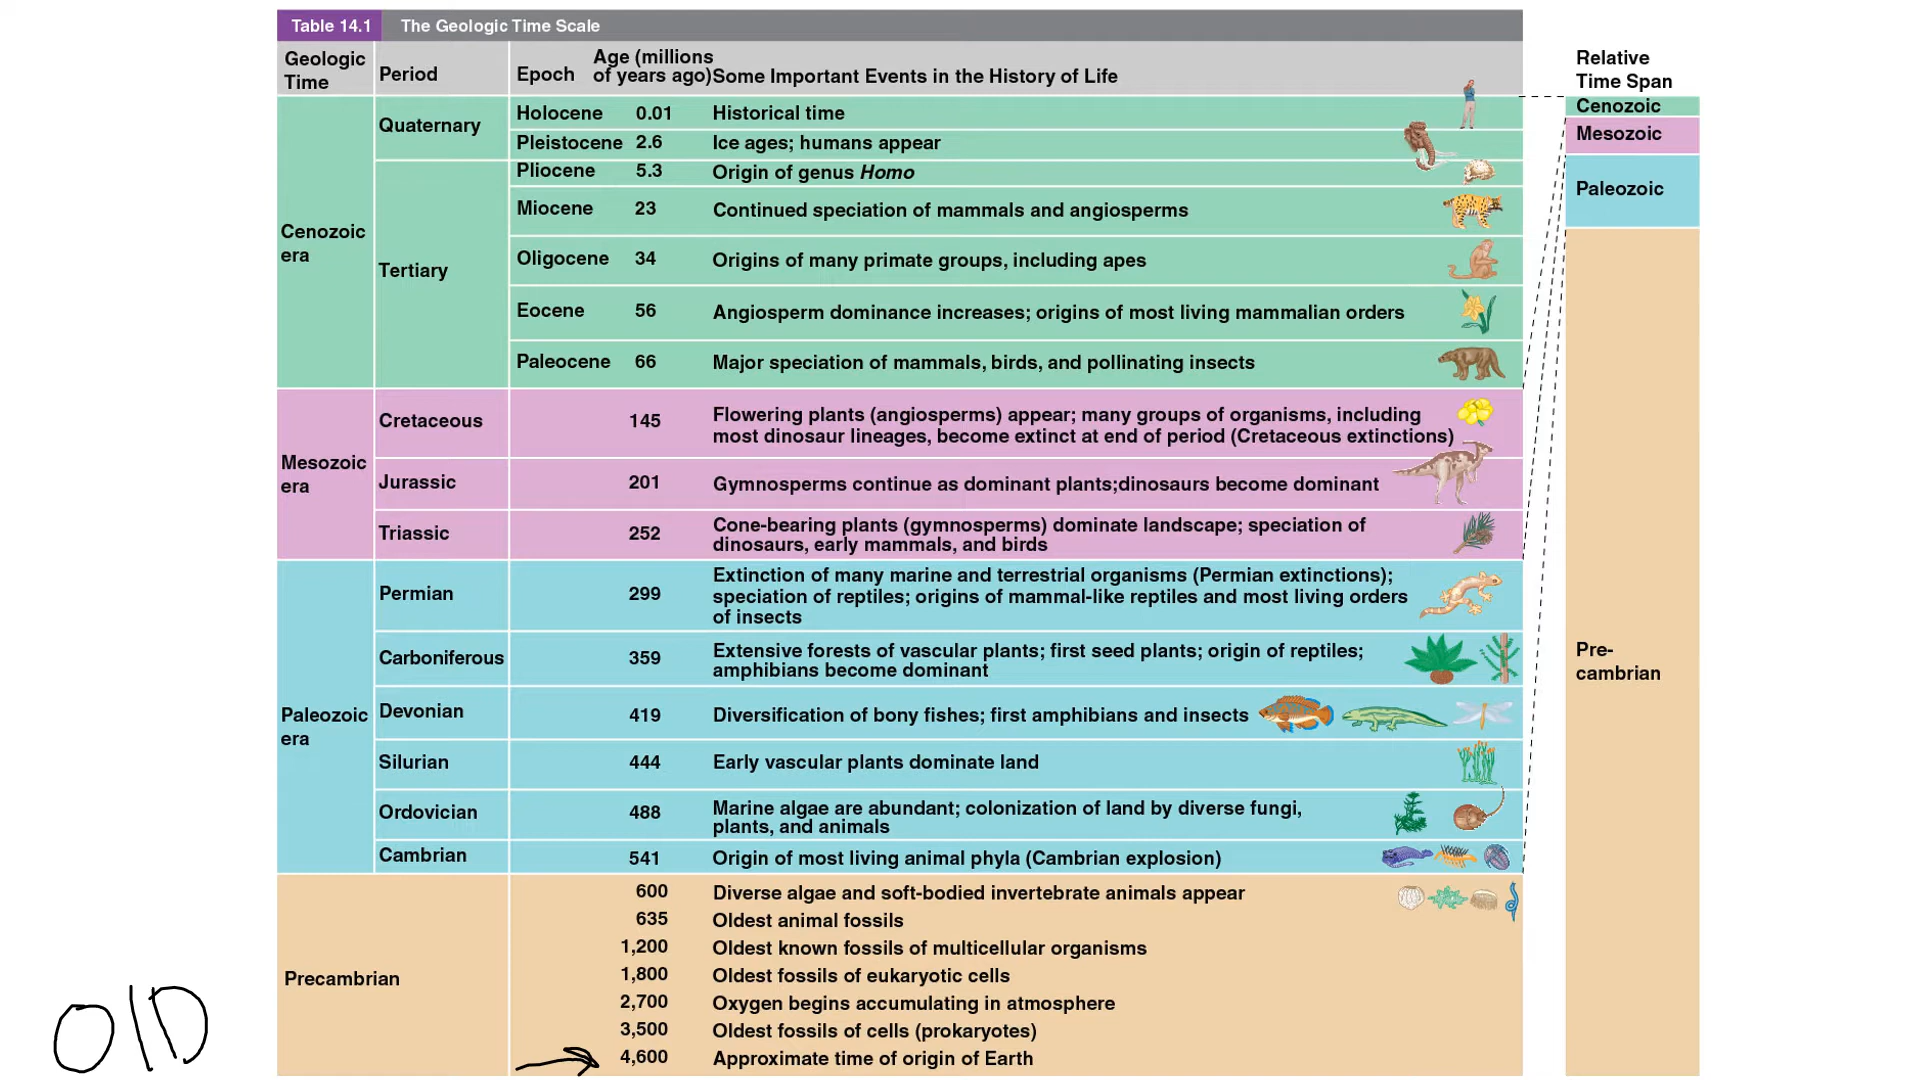 Table 14.1 The Geologic Time Scale
Geologic Time Period Epoch Age (millions of years ago) Some Important Events in the History of Life
Relative Time Span
Cenozoic era
Quaternary
Holocene 0.01 Historical time
Pleistocene 2.6 Ice ages; humans appear
Tertiary
Pliocene 5.3 Origin of genus Homo
Miocene 23 Continued speciation of mammals and angiosperms
Oligocene 34 Origins of many primate groups, including apes
Eocene 56 Angiosperm dominance increases; origins of most living mammalian orders
Paleocene 66 Major speciation of mammals, birds, and pollinating insects
Mesozoic era
Cretaceous 145 Flowering plants (angiosperms) appear; many groups of organisms, including
most dinosaur lineages, become extinct at end of period (Cretaceous extinctions)
Jurassic 201 Gymnosperms continue as dominant plants;dinosaurs become dominant
Triassic 252 Cone-bearing plants (gymnosperms) dominate landscape; speciation of
dinosaurs, early mammals, and birds
Paleozoic era
Permian 299 Extinction of many marine and terrestrial organisms (Permian extinctions);
speciation of reptiles; origins of mammal-like reptiles and most living orders
of insects
Carboniferous 359 Extensive forests of vascular plants; first seed plants; origin of reptiles;
amphibians become dominant
Devonian 419 Diversification of bony fishes; first amphibians and insects
Silurian 444 Early vascular plants dominate land
Ordovician 488 Marine algae are abundant; colonization of land by diverse fungi,
plants, and animals
Cambrian 541 Origin of most living animal phyla (Cambrian explosion)
Precambrian
600 Diverse algae and soft-bodied invertebrate animals appear
635 Oldest animal fossils
1,200 Oldest known fossils of multicellular organisms
1,800 Oldest fossils of eukaryotic cells
2,700 Oxygen begins accumulating in atmosphere
3,500 Oldest fossils of cells (prokaryotes)
4,600 Approximate time of origin of Earth
Cenozoic
Mesozoic
Paleozoic
Pre-
cambrian
OlD